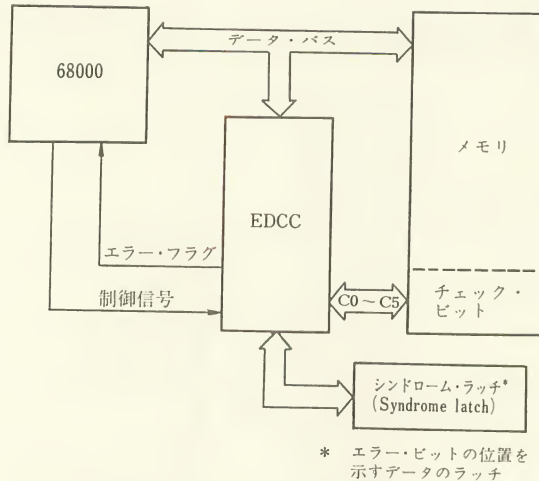 データ・バス
68000
メモリ
EDCC
エラー・フラグ
制御信号
C0～C5
チェック・
ビット
シンドローム・ラッチ*
(Syndrome latch)
* エラー・ビットの位置を
示すデータのラッチ